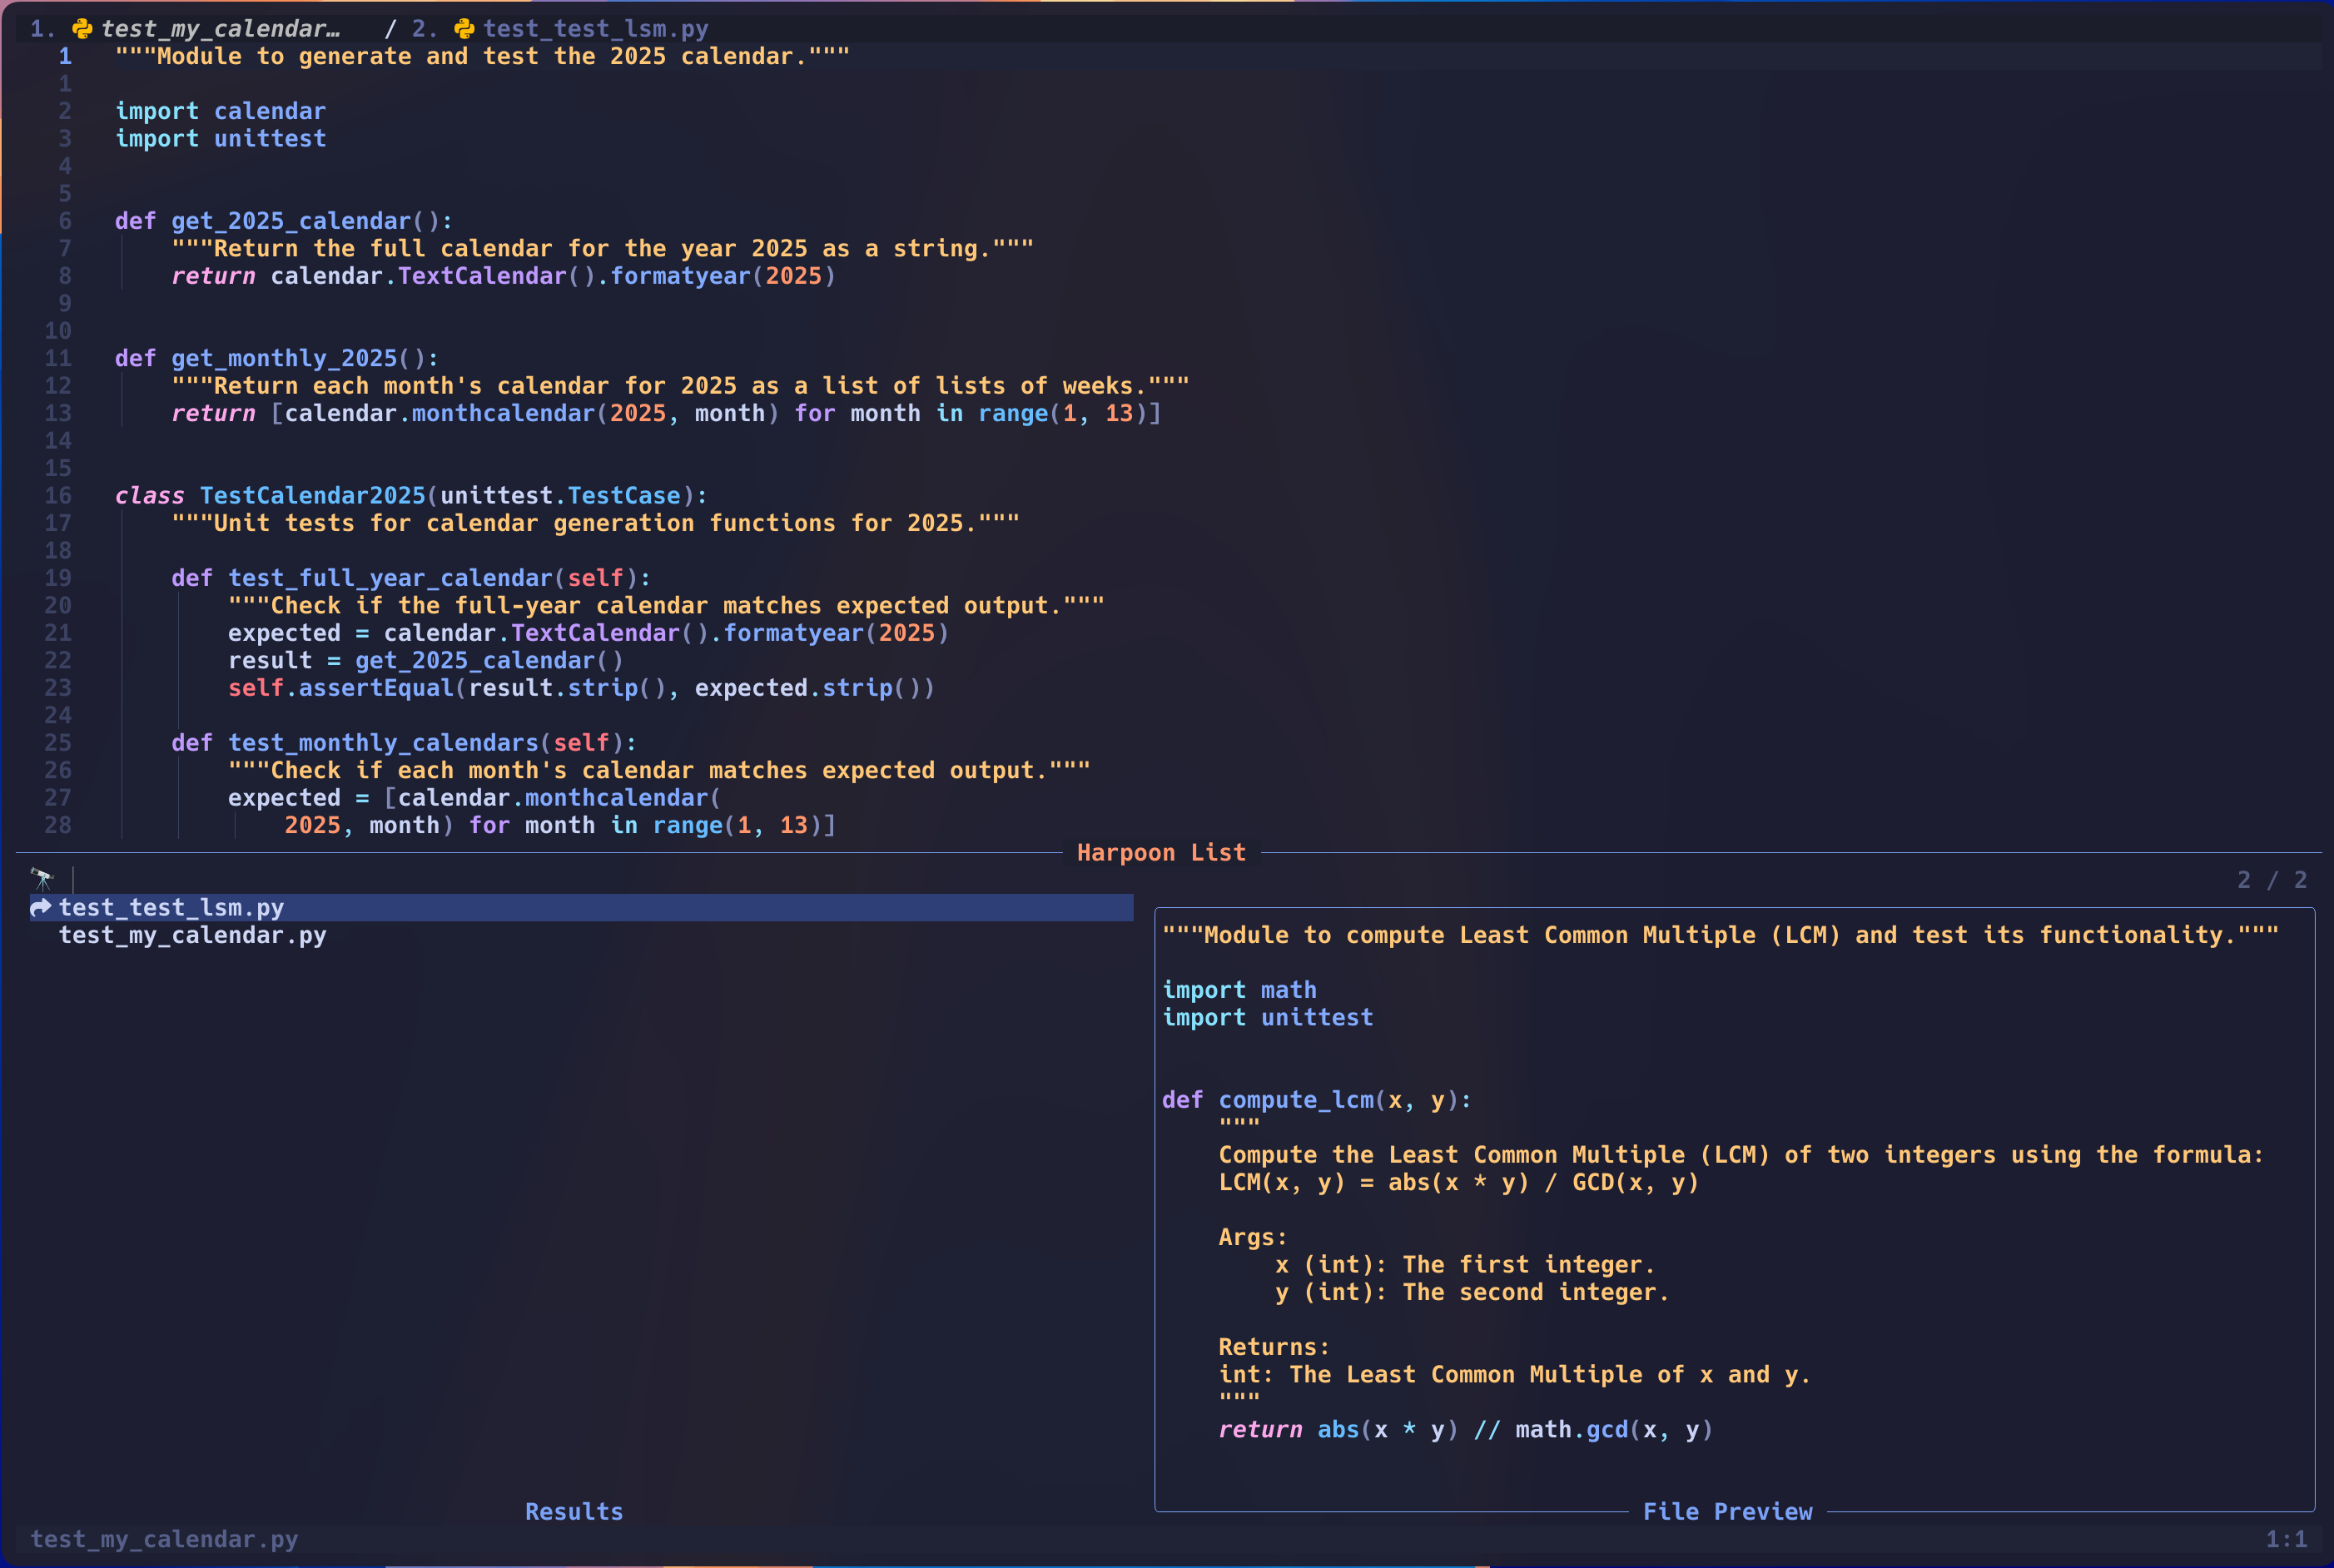 1. test_my_calendar… / 2. test_test_lsm.py
1 """Module to generate and test the 2025 calendar."""
1
2 import calendar
3 import unittest
4
5
6 def get_2025_calendar():
7     """Return the full calendar for the year 2025 as a string."""
8     return calendar.TextCalendar().formatyear(2025)
9
10
11 def get_monthly_2025():
12     """Return each month's calendar for 2025 as a list of lists of weeks."""
13     return [calendar.monthcalendar(2025, month) for month in range(1, 13)]
14
15
16 class TestCalendar2025(unittest.TestCase):
17     """Unit tests for calendar generation functions for 2025."""
18
19     def test_full_year_calendar(self):
20         """Check if the full-year calendar matches expected output."""
21         expected = calendar.TextCalendar().formatyear(2025)
22         result = get_2025_calendar()
23         self.assertEqual(result.strip(), expected.strip())
24
25     def test_monthly_calendars(self):
26         """Check if each month's calendar matches expected output."""
27         expected = [calendar.monthcalendar(
28             2025, month) for month in range(1, 13)]
Harpoon List
2 / 2
test_test_lsm.py
test_my_calendar.py
Results
"""Module to compute Least Common Multiple (LCM) and test its functionality."""
import math
import unittest
def compute_lcm(x, y):
    """
    Compute the Least Common Multiple (LCM) of two integers using the formula:
    LCM(x, y) = abs(x * y) / GCD(x, y)
    Args:
        x (int): The first integer.
        y (int): The second integer.
    Returns:
    int: The Least Common Multiple of x and y.
    """
    return abs(x * y) // math.gcd(x, y)
File Preview
test_my_calendar.py
1:1